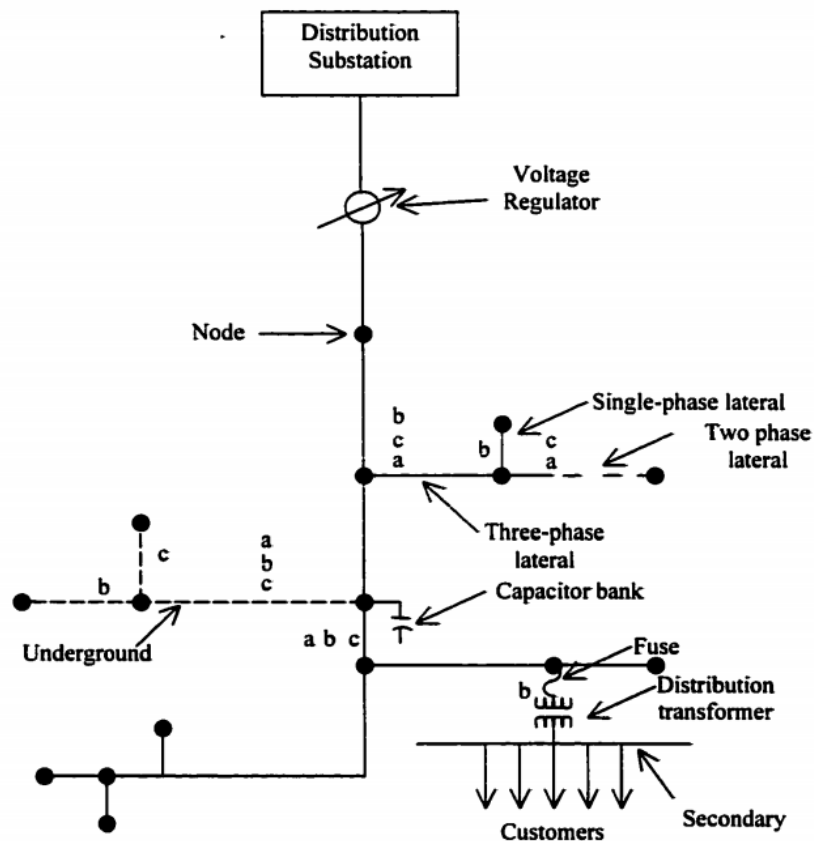 Distribution
Substation
Voltage
Regulator
Node
b
c
a
Single-phase lateral
b
c
a
Two phase
lateral
Three-phase
lateral
c
a
b
c
b
Underground
Capacitor bank
a b c
Fuse
b
Distribution
transformer
Secondary
Customers